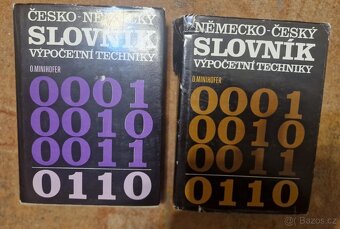 ČESKO-NĚMECKÝ
SLOVNÍK
VÝPOČETNÍ TECHNIKY
O. MINIHOFER
0001
0010
0011
0110
NĚMECKO-ČESKÝ
SLOVNÍK
VÝPOČETNÍ TECHNIKY
O. MINIHOFER
0001
0010
0011
0110
Bazos.cz